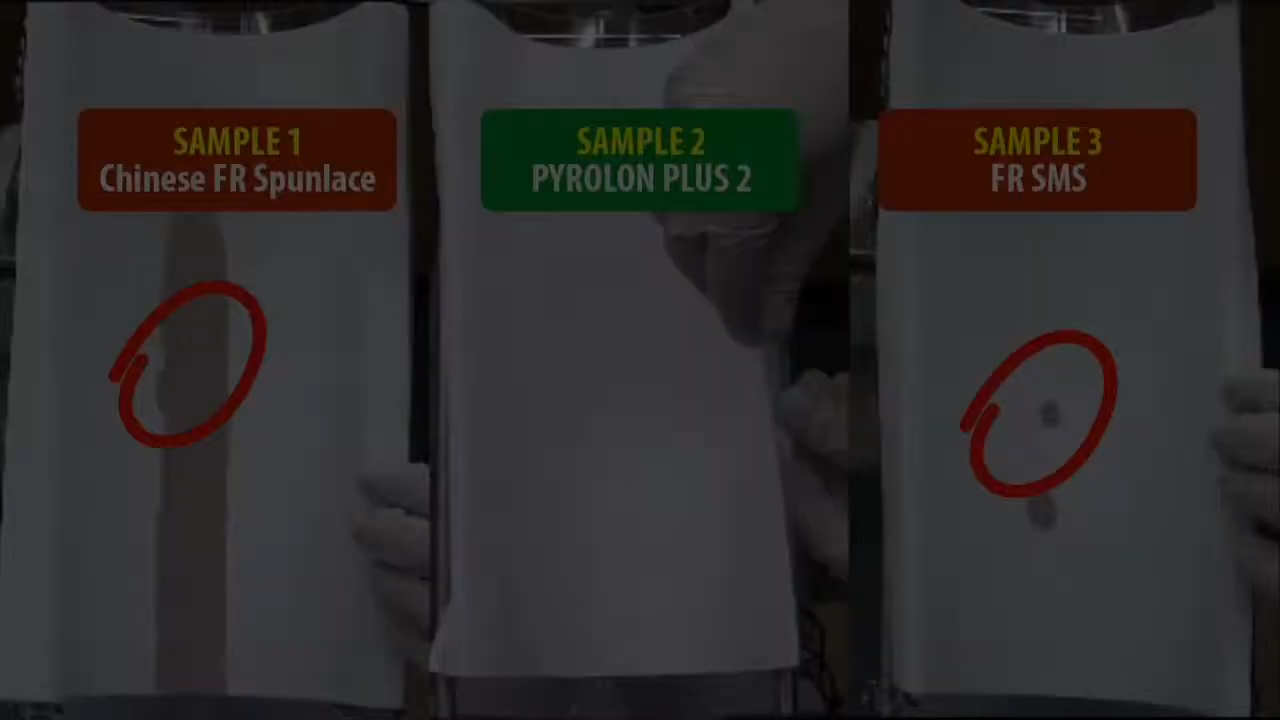 SAMPLE 1
Chinese FR Spunlace
SAMPLE 2
PYROLON PLUS 2
SAMPLE 3
FR SMS